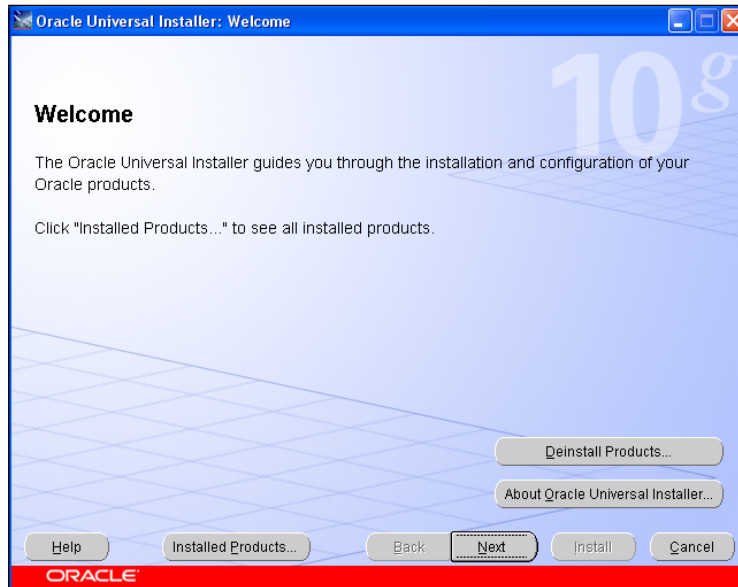 Oracle Universal Installer: Welcome
10g
Welcome
The Oracle Universal Installer guides you through the installation and configuration of your
Oracle products.
Click "Installed Products..." to see all installed products.
Deinstall Products...
About Oracle Universal Installer...
Help Installed Products... Back Next Install Cancel
ORACLE